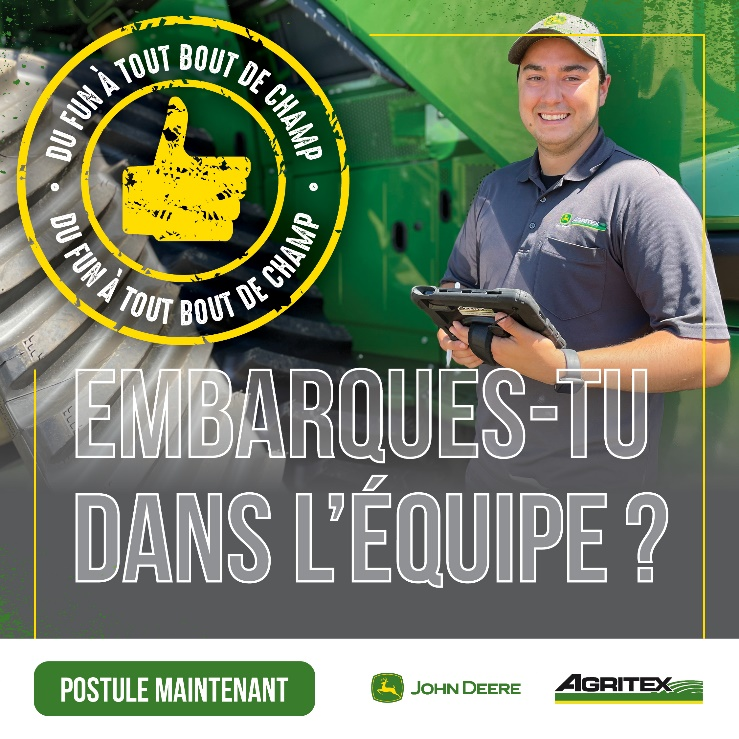 DU FUN À TOUT BOUT DE CHAMP
DU FUN À TOUT BOUT DE CHAMP
AGRITEX
EMBARQUES-TU
DANS L'ÉQUIPE ?
POSTULE MAINTENANT
JOHN DEERE
AGRITEX